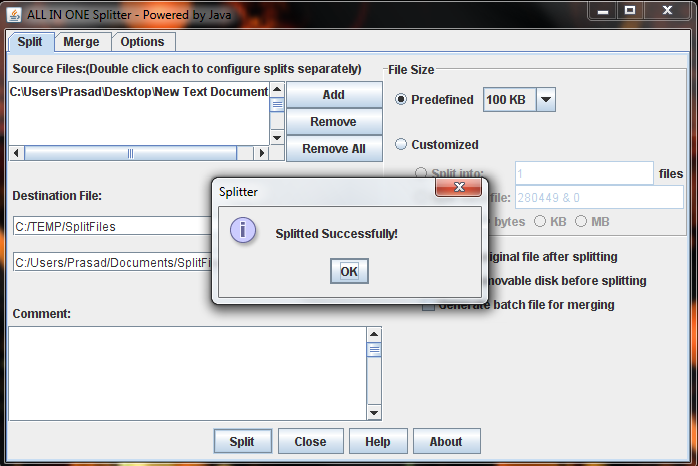 ALL IN ONE Splitter - Powered by Java
Split Merge Options
Source Files:(Double click each to configure splits separately)
C:\Users\Prasad\Desktop\New Text Document
Add
Remove
Remove All
File Size
Predefined 100 KB
Customized
Split into: 1 files
file: 280449 & 0
bytes KB MB
Destination File:
C:/TEMP/SplitFiles
C:/Users/Prasad/Documents/SplitFi
Splitter
Splitted Successfully!
OK
iginal file after splitting
movable disk before splitting
Generate batch file for merging
Comment:
Split Close Help About